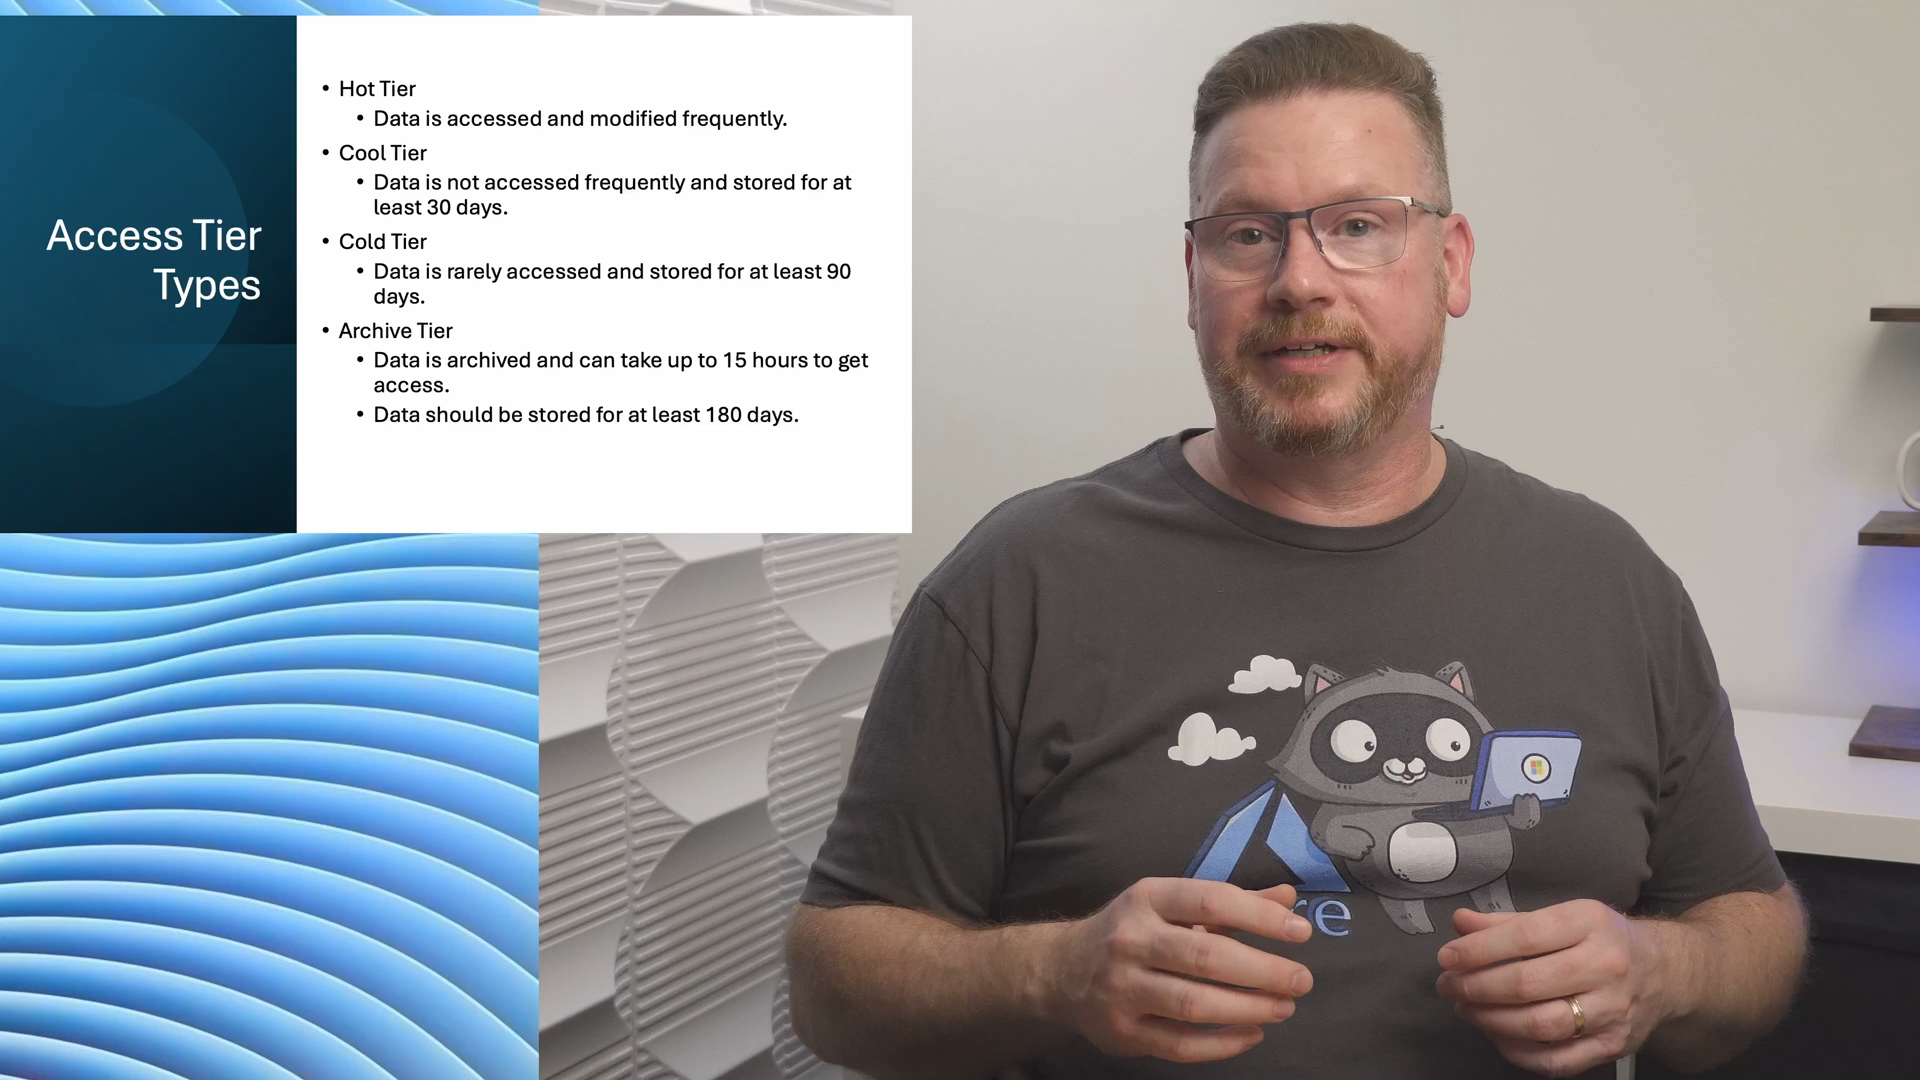 Access Tier
Types
• Hot Tier
• Data is accessed and modified frequently.
• Cool Tier
• Data is not accessed frequently and stored for at
least 30 days.
• Cold Tier
• Data is rarely accessed and stored for at least 90
days.
• Archive Tier
• Data is archived and can take up to 15 hours to get
access.
• Data should be stored for at least 180 days.
re